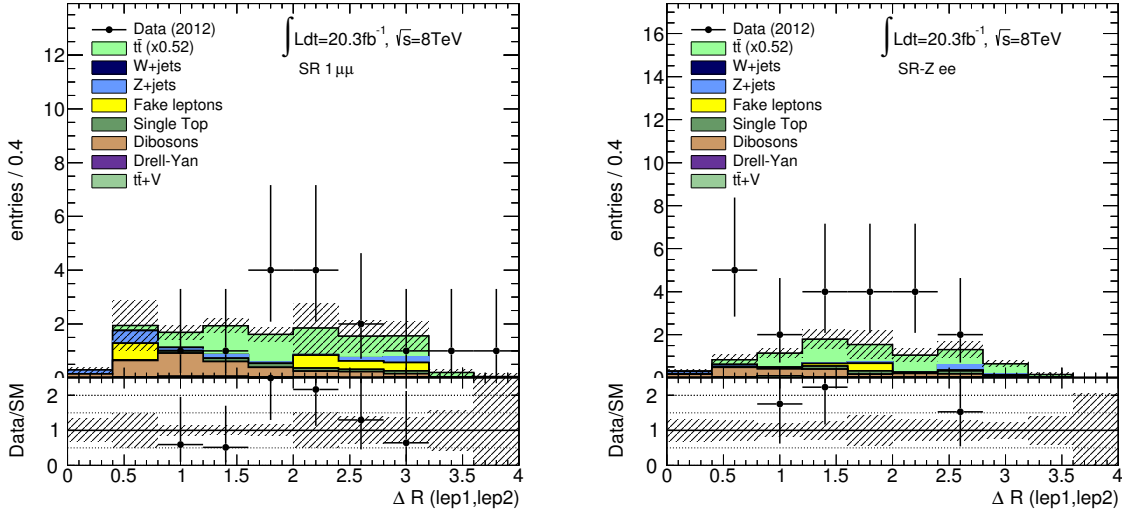 entries / 0.4
12
10
8
6
4
2
0
Data (2012)
tt̄ (x0.52)
W+jets
Z+jets
Fake leptons
Single Top
Dibosons
Drell-Yan
tt̄+V
∫ Ldt=20.3fb⁻¹, √s=8TeV
SR 1 μμ
Data/SM
2
1
0
0 0.5 1 1.5 2 2.5 3 3.5 4
Δ R (lep1,lep2)
entries / 0.4
16
14
12
10
8
6
4
2
0
Data (2012)
tt̄ (x0.52)
W+jets
Z+jets
Fake leptons
Single Top
Dibosons
Drell-Yan
tt̄+V
∫ Ldt=20.3fb⁻¹, √s=8TeV
SR-Z ee
Data/SM
2
1
0
0 0.5 1 1.5 2 2.5 3 3.5 4
Δ R (lep1,lep2)